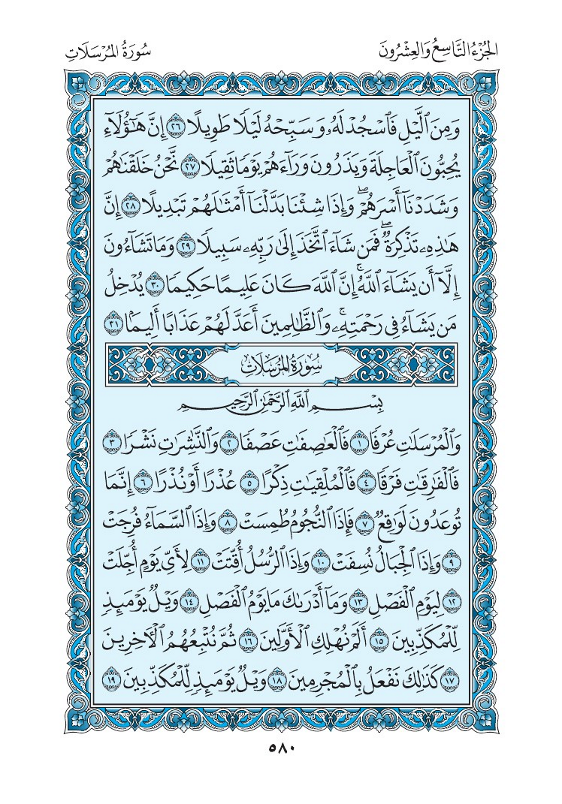 الجُزْءُ التَّاسِعُ وَالعِشْرُونَ
سُورَةُ المُرْسَلَاتِ
وَمِنَ ٱلَّيۡلِ فَٱسۡجُدۡ لَهُۥ وَسَبِّحۡهُ لَيۡلٗا طَوِيلًا ٢٦ إِنَّ هَٰٓؤُلَآءِ
يُحِبُّونَ ٱلۡعَاجِلَةَ وَيَذَرُونَ وَرَآءَهُمۡ يَوۡمٗا ثَقِيلٗا ٢٧ نَّحۡنُ خَلَقۡنَٰهُمۡ
وَشَدَدۡنَآ أَسۡرَهُمۡۖ وَإِذَا شِئۡنَا بَدَّلۡنَآ أَمۡثَٰلَهُمۡ تَبۡدِيلًا ٢٨ إِنَّ
هَٰذِهِۦ تَذۡكِرَةٞۖ فَمَن شَآءَ ٱتَّخَذَ إِلَىٰ رَبِّهِۦ سَبِيلٗا ٢٩ وَمَا تَشَآءُونَ
إِلَّآ أَن يَشَآءَ ٱللَّهُۚ إِنَّ ٱللَّهَ كَانَ عَلِيمًا حَكِيمٗا ٣٠ يُدۡخِلُ
مَن يَشَآءُ فِي رَحۡمَتِهِۦۚ وَٱلظَّٰلِمِينَ أَعَدَّ لَهُمۡ عَذَابًا أَلِيمَۢا ٣١
سُورَةُ المُرۡسَلَاتِ
بِسۡمِ ٱللَّهِ ٱلرَّحۡمَٰنِ ٱلرَّحِيمِ
وَٱلۡمُرۡسَلَٰتِ عُرۡفٗا ١ فَٱلۡعَٰصِفَٰتِ عَصۡفٗا ٢ وَٱلنَّٰشِرَٰتِ نَشۡرٗا ٣
فَٱلۡفَٰرِقَٰتِ فَرۡقٗا ٤ فَٱلۡمُلۡقِيَٰتِ ذِكۡرًا ٥ عُذۡرًا أَوۡ نُذۡرًا ٦ إِنَّمَا
تُوعَدُونَ لَوَٰقِعٞ ٧ فَإِذَا ٱلنُّجُومُ طُمِسَتۡ ٨ وَإِذَا ٱلسَّمَآءُ فُرِجَتۡ
٩ وَإِذَا ٱلۡجِبَالُ نُسِفَتۡ ١٠ وَإِذَا ٱلرُّسُلُ أُقِّتَتۡ ١١ لِأَيِّ يَوۡمٍ أُجِّلَتۡ
١٢ لِيَوۡمِ ٱلۡفَصۡلِ ١٣ وَمَآ أَدۡرَىٰكَ مَا يَوۡمُ ٱلۡفَصۡلِ ١٤ وَيۡلٞ يَوۡمَئِذٖ
لِّلۡمُكَذِّبِينَ ١٥ أَلَمۡ نُهۡلِكِ ٱلۡأَوَّلِينَ ١٦ ثُمَّ نُتۡبِعُهُمُ ٱلۡأٓخِرِينَ
١٧ كَذَٰلِكَ نَفۡعَلُ بِٱلۡمُجۡرِمِينَ ١٨ وَيۡلٞ يَوۡمَئِذٖ لِّلۡمُكَذِّبِينَ ١٩
٥٨٠